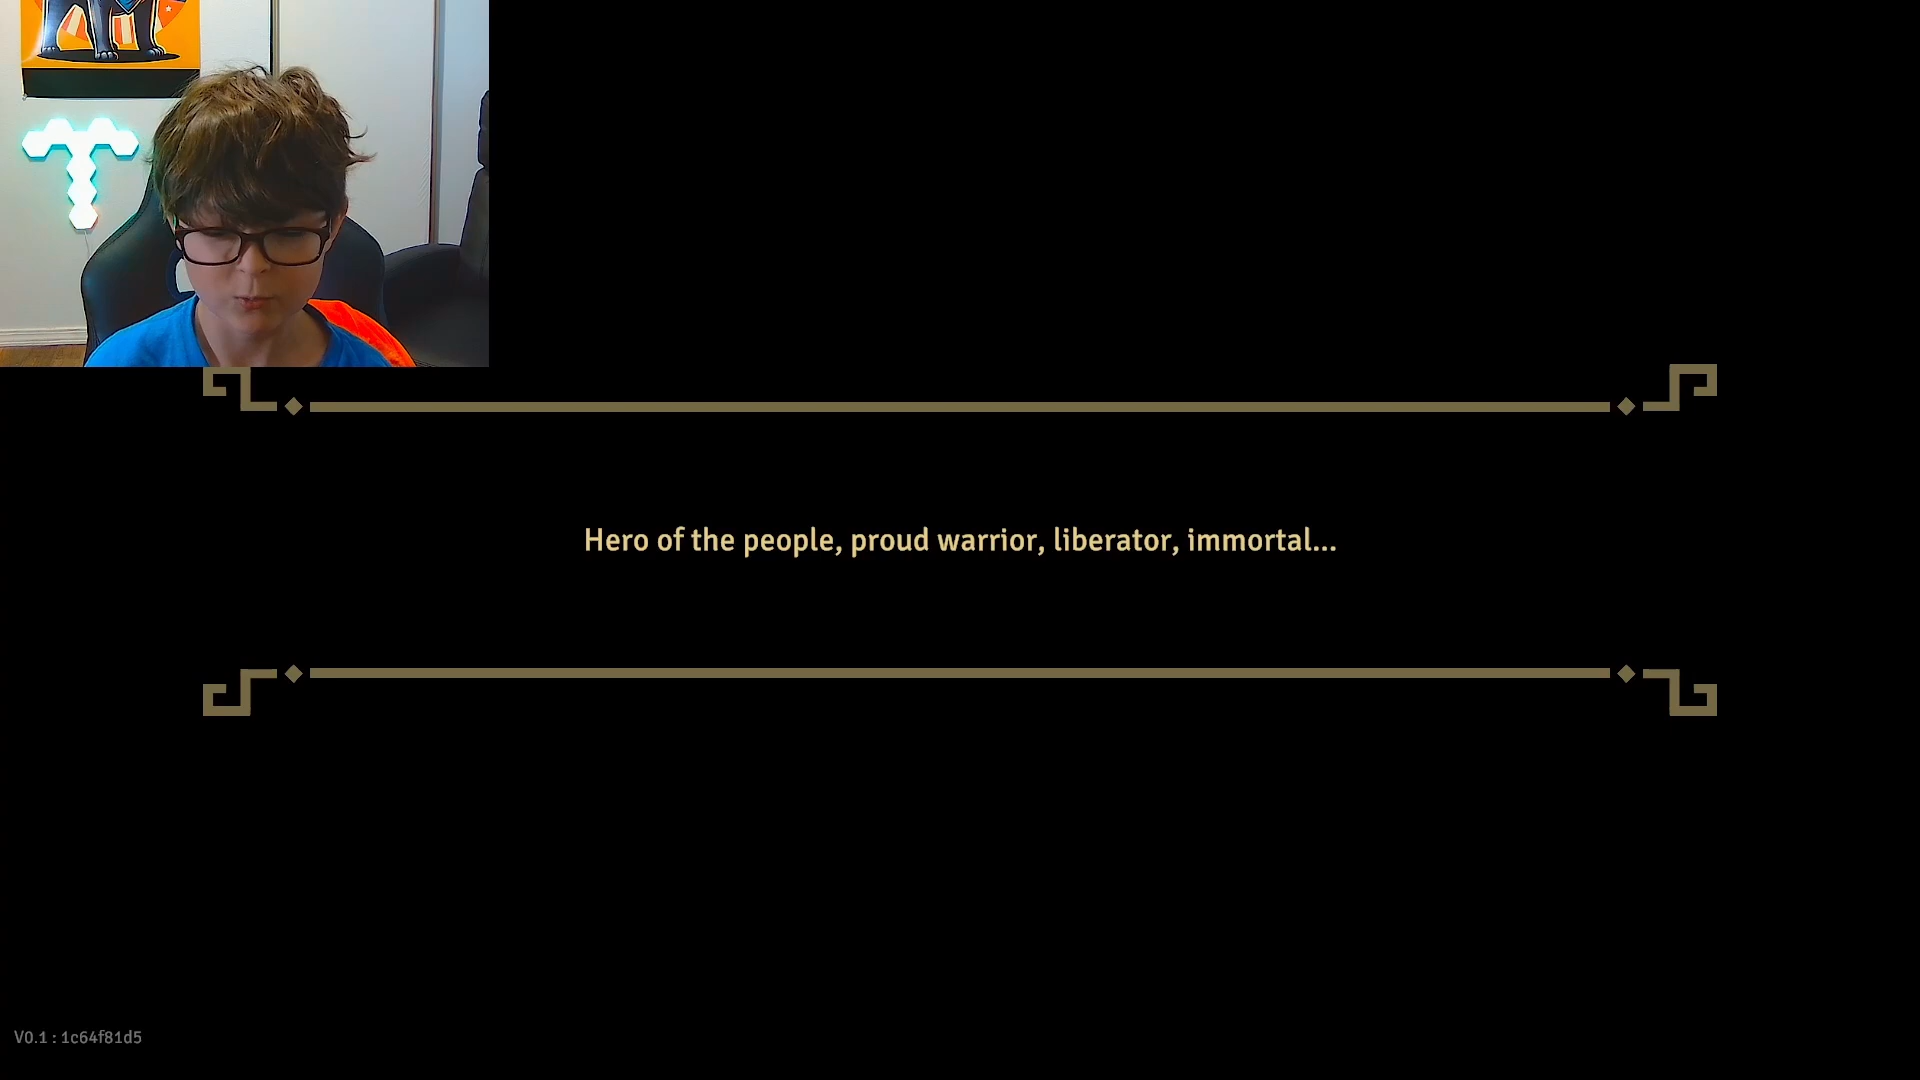 Hero of the people, proud warrior, liberator, immortal...
V0.1 : 1c64f81d5